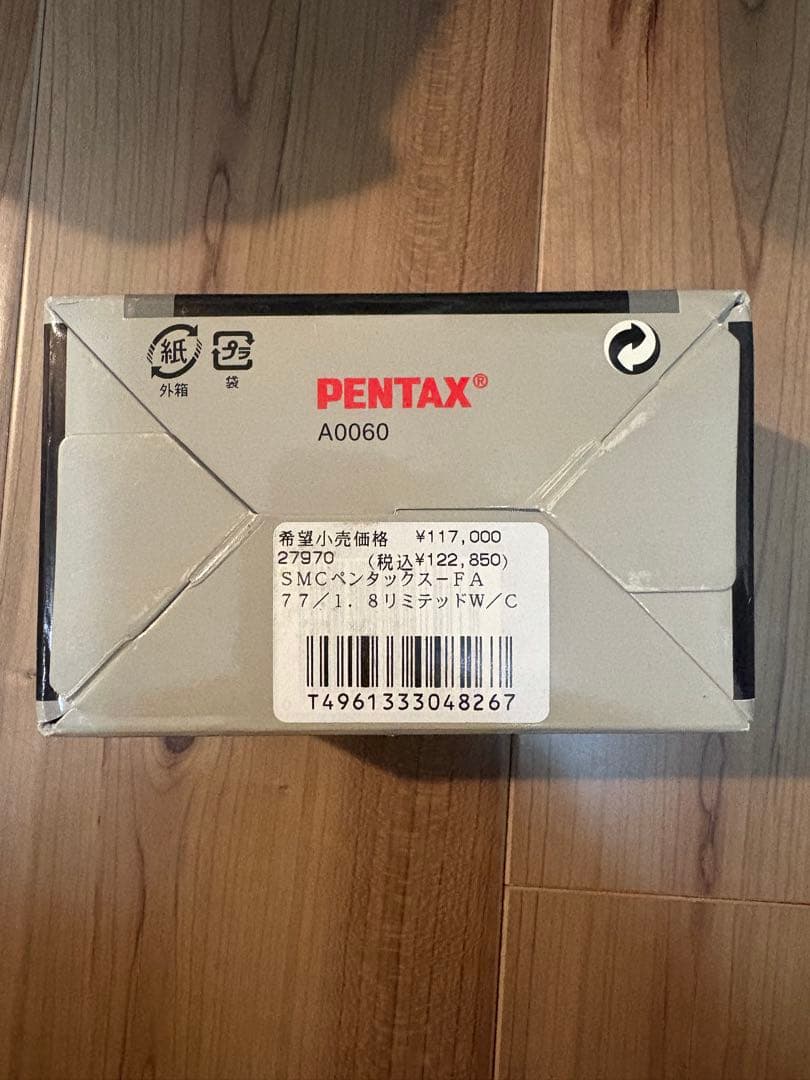 紙
外箱
プラ
袋
PENTAX®
A0060
希望小売価格 ¥117,000
27970 (税込¥122,850)
SMCペンタックスーFA
77/1.8リミテッドW/C
T4961333048267